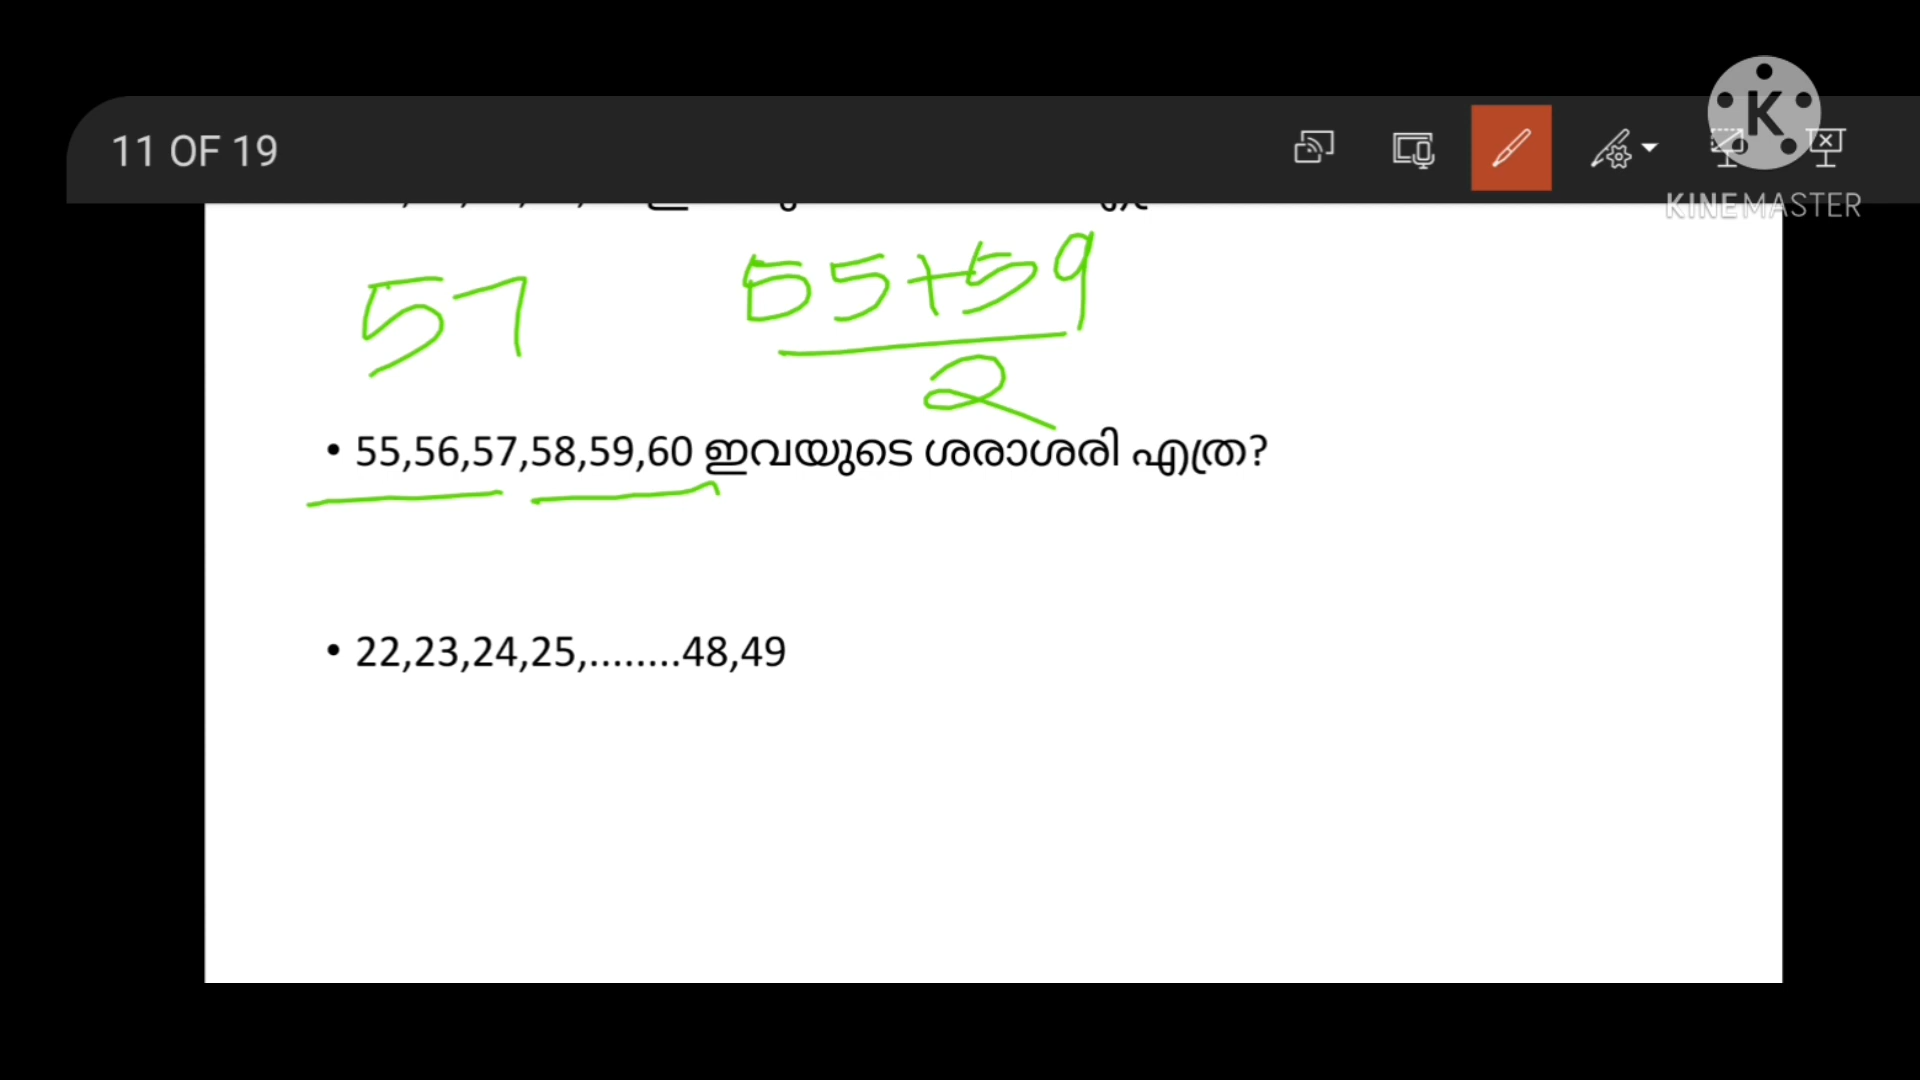 11 OF 19
K
KINEMASTER
57
55+59
2
• 55,56,57,58,59,60 ഇവയുടെ ശരാശരി എത്ര?
• 22,23,24,25,........48,49